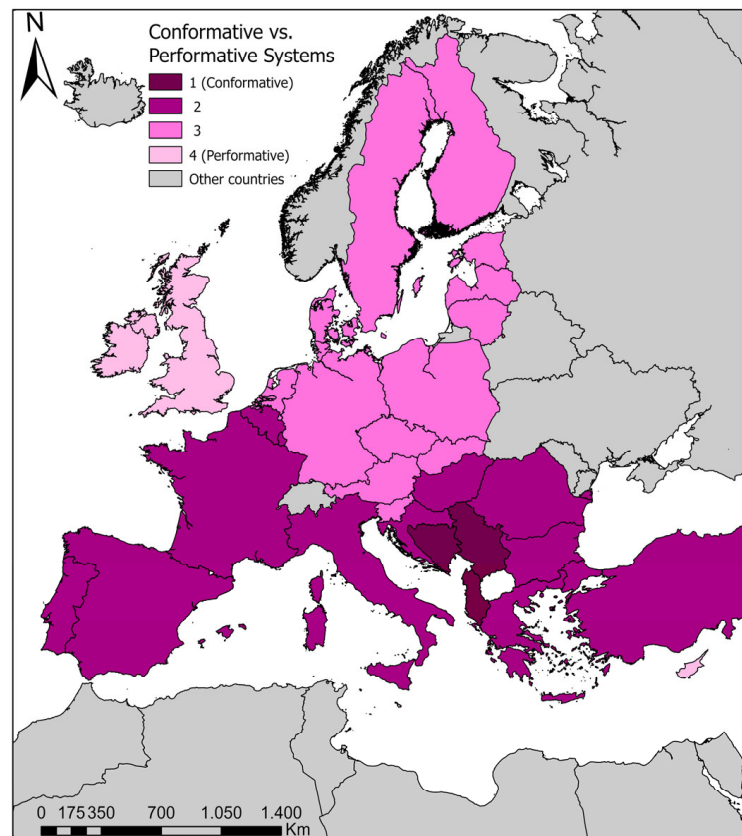 N
Conformative vs.
Performative Systems
1 (Conformative)
2
3
4 (Performative)
Other countries
0 175 350 700 1.050 1.400
Km